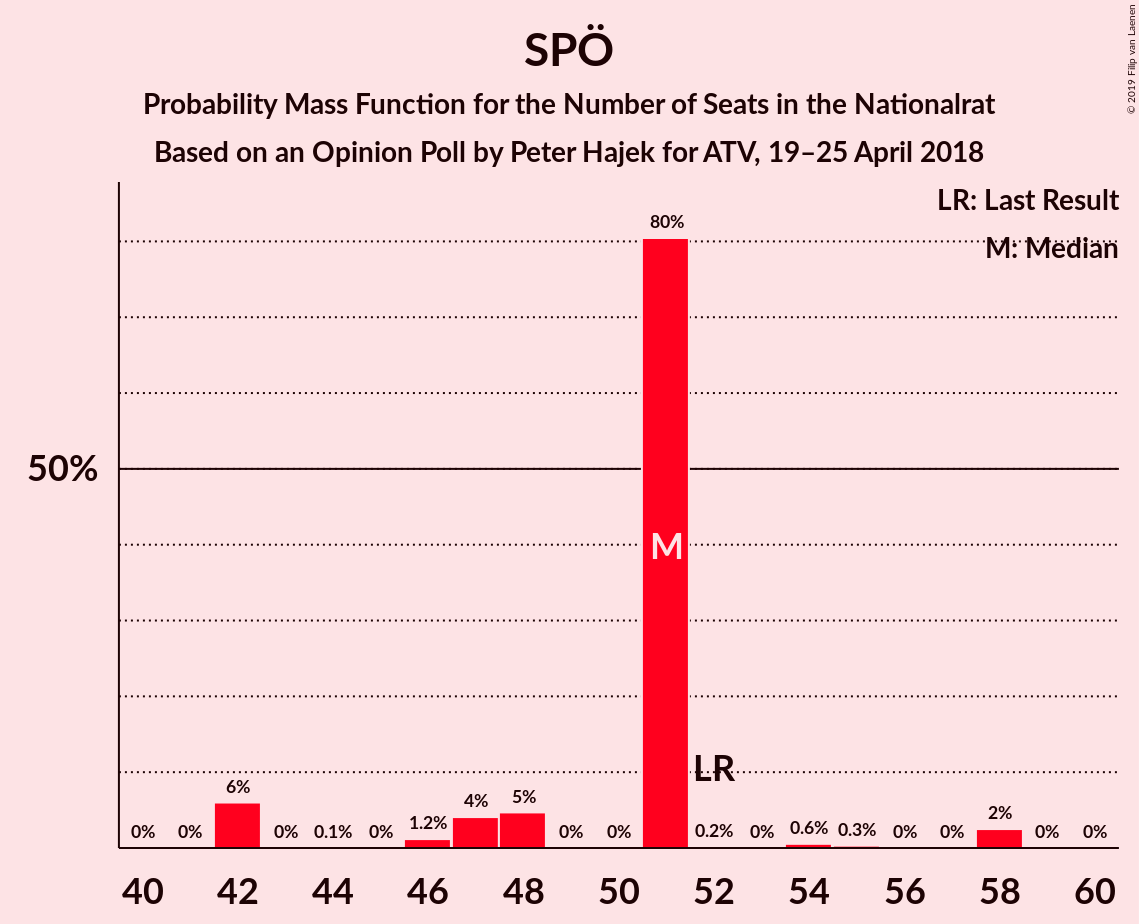 SPÖ
Probability Mass Function for the Number of Seats in the Nationalrat
Based on an Opinion Poll by Peter Hajek for ATV, 19–25 April 2018
© 2019 Filip van Laenen
LR: Last Result
M: Median
80%
50%
M
LR
6%
5%
4%
2%
1.2%
0% 0% 0% 0.1% 0% 0% 0% 0.2% 0% 0.6% 0.3% 0% 0% 0% 0%
40 42 44 46 48 50 52 54 56 58 60